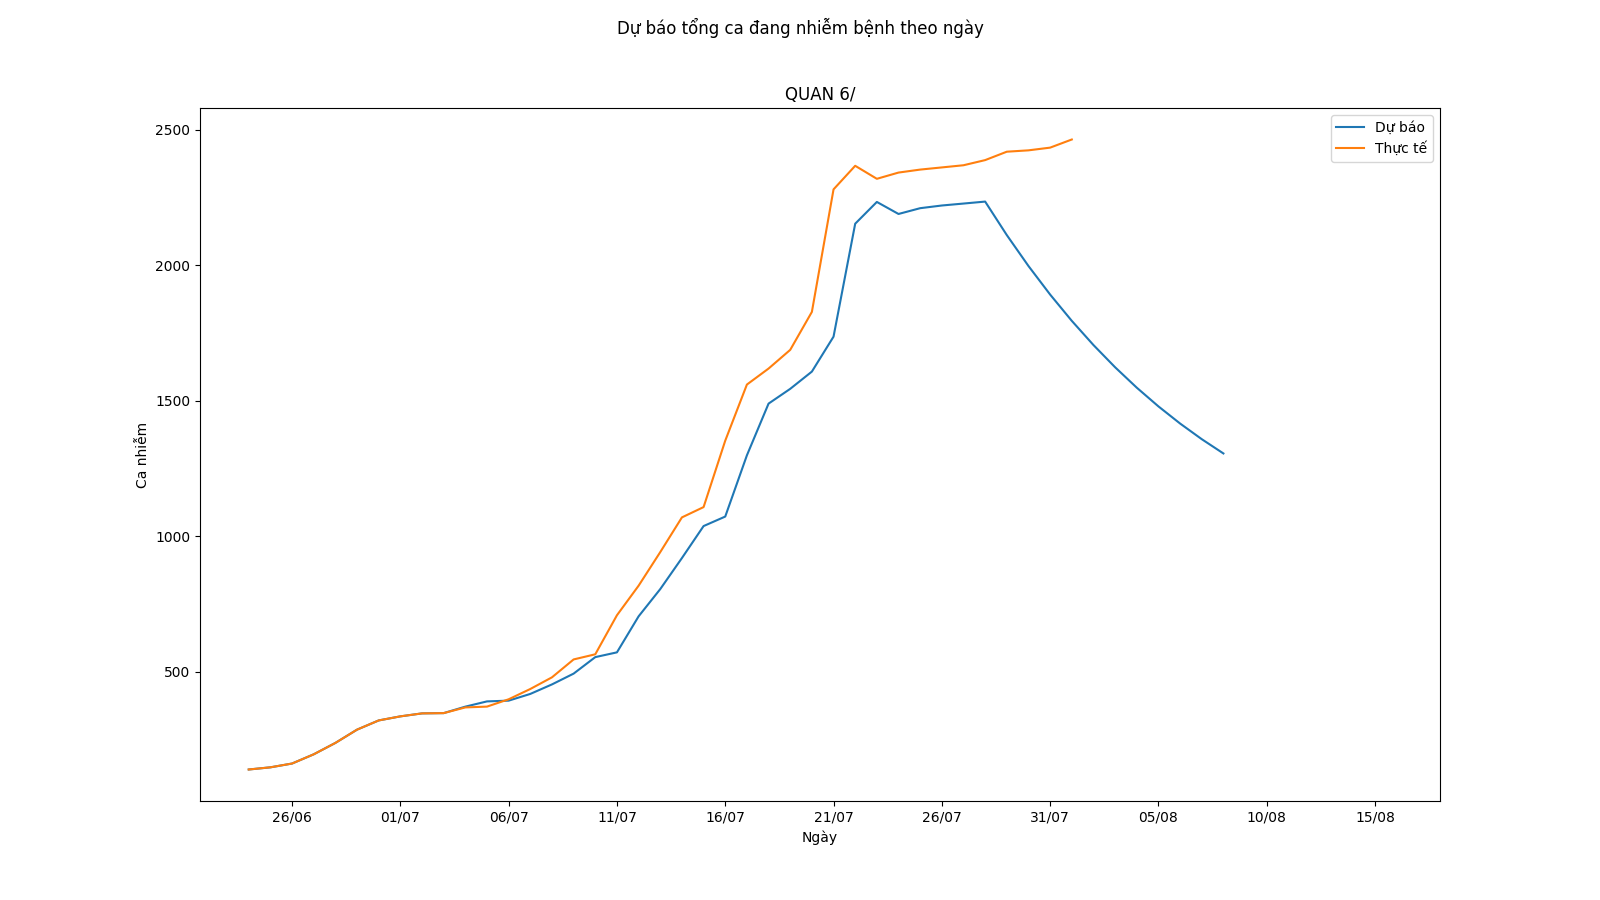 Dự báo tổng ca đang nhiễm bệnh theo ngày
QUAN 6/
Dự báo
Thực tế
2500
2000
1500
1000
500
Ca nhiễm
26/06
01/07
06/07
11/07
16/07
21/07
26/07
31/07
05/08
10/08
15/08
Ngày